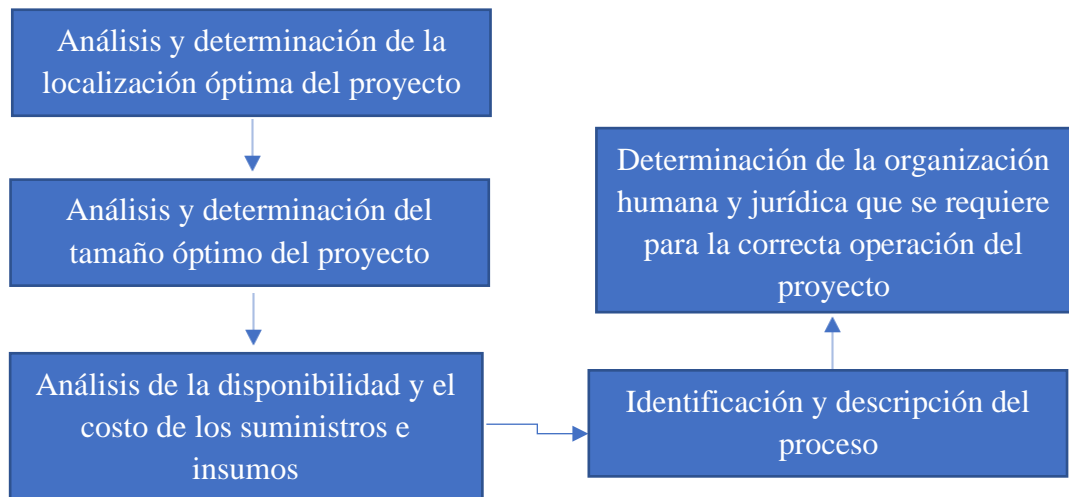 Análisis y determinación de la
localización óptima del proyecto
Análisis y determinación del
tamaño óptimo del proyecto
Análisis de la disponibilidad y el
costo de los suministros e
insumos
Identificación y descripción del
proceso
Determinación de la organización
humana y jurídica que se requiere
para la correcta operación del
proyecto